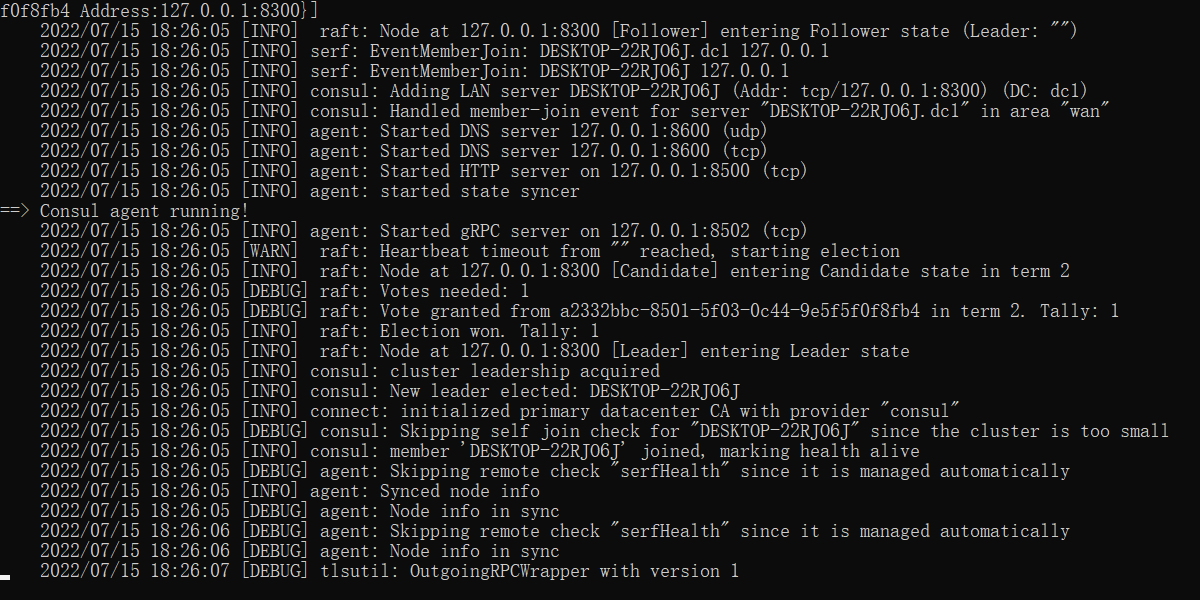 f0f8fb4 Address:127.0.0.1:8300}]
2022/07/15 18:26:05 [INFO]  raft: Node at 127.0.0.1:8300 [Follower] entering Follower state (Leader: "")
2022/07/15 18:26:05 [INFO] serf: EventMemberJoin: DESKTOP-22RJO6J.dc1 127.0.0.1
2022/07/15 18:26:05 [INFO] serf: EventMemberJoin: DESKTOP-22RJO6J 127.0.0.1
2022/07/15 18:26:05 [INFO] consul: Adding LAN server DESKTOP-22RJO6J (Addr: tcp/127.0.0.1:8300) (DC: dc1)
2022/07/15 18:26:05 [INFO] consul: Handled member-join event for server "DESKTOP-22RJO6J.dc1" in area "wan"
2022/07/15 18:26:05 [INFO] agent: Started DNS server 127.0.0.1:8600 (udp)
2022/07/15 18:26:05 [INFO] agent: Started DNS server 127.0.0.1:8600 (tcp)
2022/07/15 18:26:05 [INFO] agent: Started HTTP server on 127.0.0.1:8500 (tcp)
2022/07/15 18:26:05 [INFO] agent: started state syncer
==> Consul agent running!
2022/07/15 18:26:05 [INFO] agent: Started gRPC server on 127.0.0.1:8502 (tcp)
2022/07/15 18:26:05 [WARN]  raft: Heartbeat timeout from "" reached, starting election
2022/07/15 18:26:05 [INFO]  raft: Node at 127.0.0.1:8300 [Candidate] entering Candidate state in term 2
2022/07/15 18:26:05 [DEBUG] raft: Votes needed: 1
2022/07/15 18:26:05 [DEBUG] raft: Vote granted from a2332bbc-8501-5f03-0c44-9e5f5f0f8fb4 in term 2. Tally: 1
2022/07/15 18:26:05 [INFO]  raft: Election won. Tally: 1
2022/07/15 18:26:05 [INFO]  raft: Node at 127.0.0.1:8300 [Leader] entering Leader state
2022/07/15 18:26:05 [INFO] consul: cluster leadership acquired
2022/07/15 18:26:05 [INFO] consul: New leader elected: DESKTOP-22RJO6J
2022/07/15 18:26:05 [INFO] connect: initialized primary datacenter CA with provider "consul"
2022/07/15 18:26:05 [DEBUG] consul: Skipping self join check for "DESKTOP-22RJO6J" since the cluster is too small
2022/07/15 18:26:05 [INFO] consul: member 'DESKTOP-22RJO6J' joined, marking health alive
2022/07/15 18:26:05 [DEBUG] agent: Skipping remote check "serfHealth" since it is managed automatically
2022/07/15 18:26:05 [INFO] agent: Synced node info
2022/07/15 18:26:05 [DEBUG] agent: Node info in sync
2022/07/15 18:26:06 [DEBUG] agent: Skipping remote check "serfHealth" since it is managed automatically
2022/07/15 18:26:06 [DEBUG] agent: Node info in sync
2022/07/15 18:26:07 [DEBUG] tlsutil: OutgoingRPCWrapper with version 1